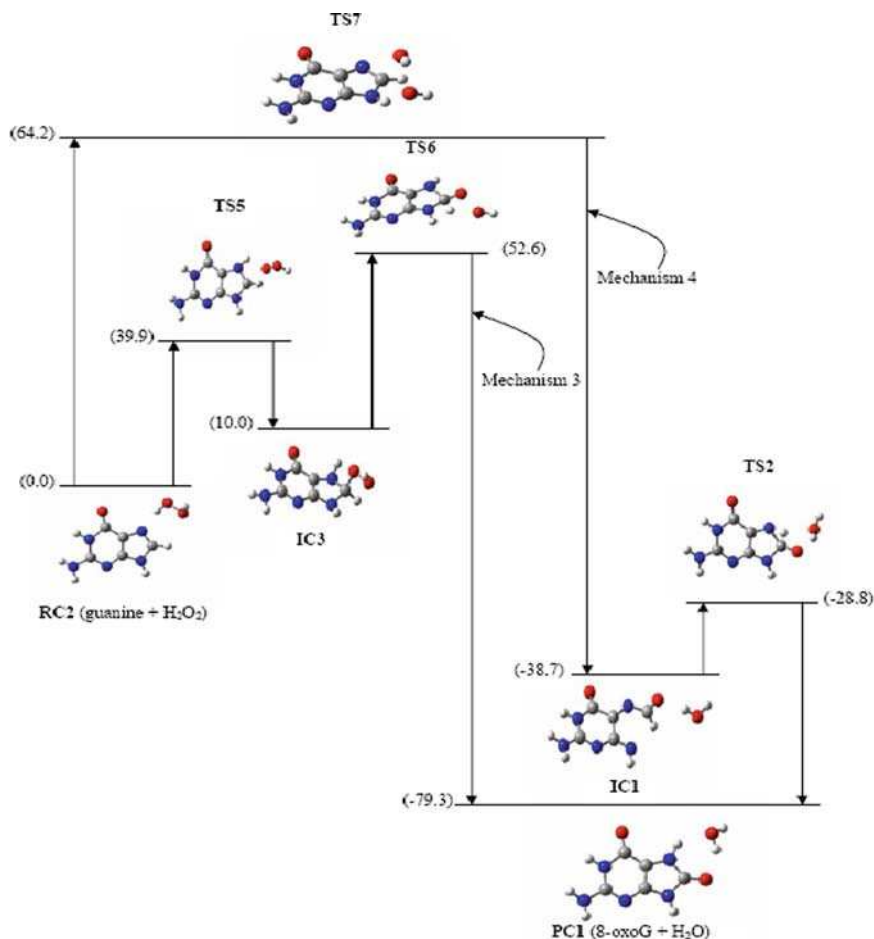 TS7
(64.2)
TS6
TS5
(52.6)
Mechanism 4
(39.9)
Mechanism 3
(10.0)
TS2
(0.0)
IC3
RC2 (guanine + H₂O₂)
(-28.8)
(-38.7)
IC1
(-79.3)
PC1 (8-oxoG + H₂O)